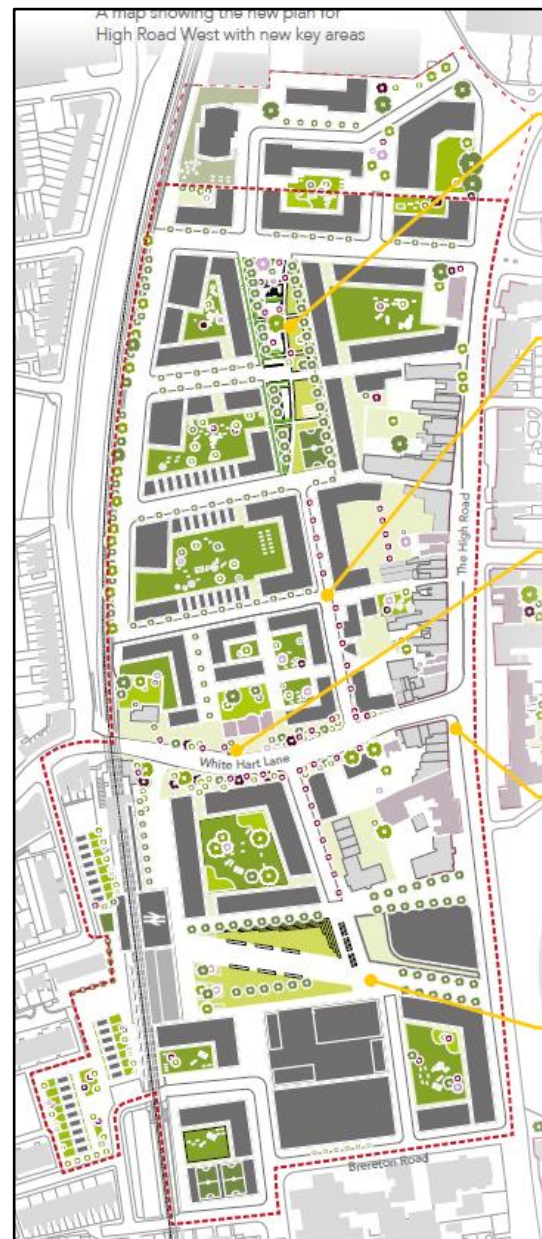 A map showing the new plan for
High Road West with new key areas
The High Road
White Hart Lane
Brereton Road